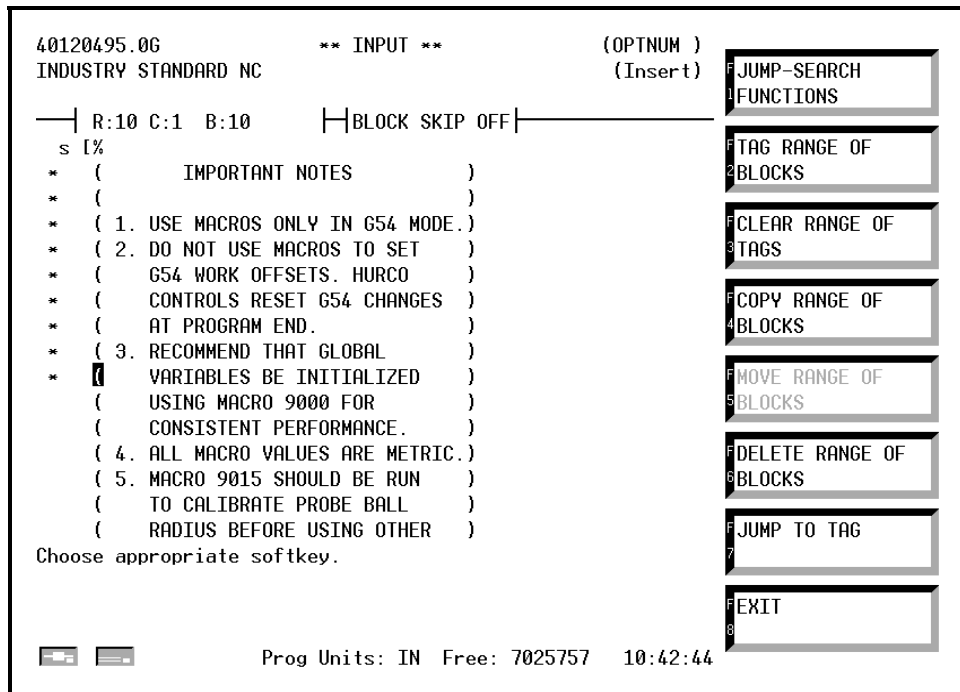 40120495.0G ** INPUT ** (OPTNUM )
INDUSTRY STANDARD NC (Insert)
R:10 C:1 B:10 BLOCK SKIP OFF
s [%
* ( IMPORTANT NOTES )
* ( )
* ( 1. USE MACROS ONLY IN G54 MODE.)
* ( 2. DO NOT USE MACROS TO SET )
* ( G54 WORK OFFSETS. HURCO )
* ( CONTROLS RESET G54 CHANGES )
* ( AT PROGRAM END. )
* ( 3. RECOMMEND THAT GLOBAL )
* ( VARIABLES BE INITIALIZED )
( USING MACRO 9000 FOR )
( CONSISTENT PERFORMANCE. )
( 4. ALL MACRO VALUES ARE METRIC.)
( 5. MACRO 9015 SHOULD BE RUN )
( TO CALIBRATE PROBE BALL )
( RADIUS BEFORE USING OTHER )
Choose appropriate softkey.
Prog Units: IN Free: 7025757 10:42:44
F1 JUMP-SEARCH
FUNCTIONS
F2 TAG RANGE OF
BLOCKS
F3 CLEAR RANGE OF
TAGS
F4 COPY RANGE OF
BLOCKS
F5 MOVE RANGE OF
BLOCKS
F6 DELETE RANGE OF
BLOCKS
F7 JUMP TO TAG
F8 EXIT